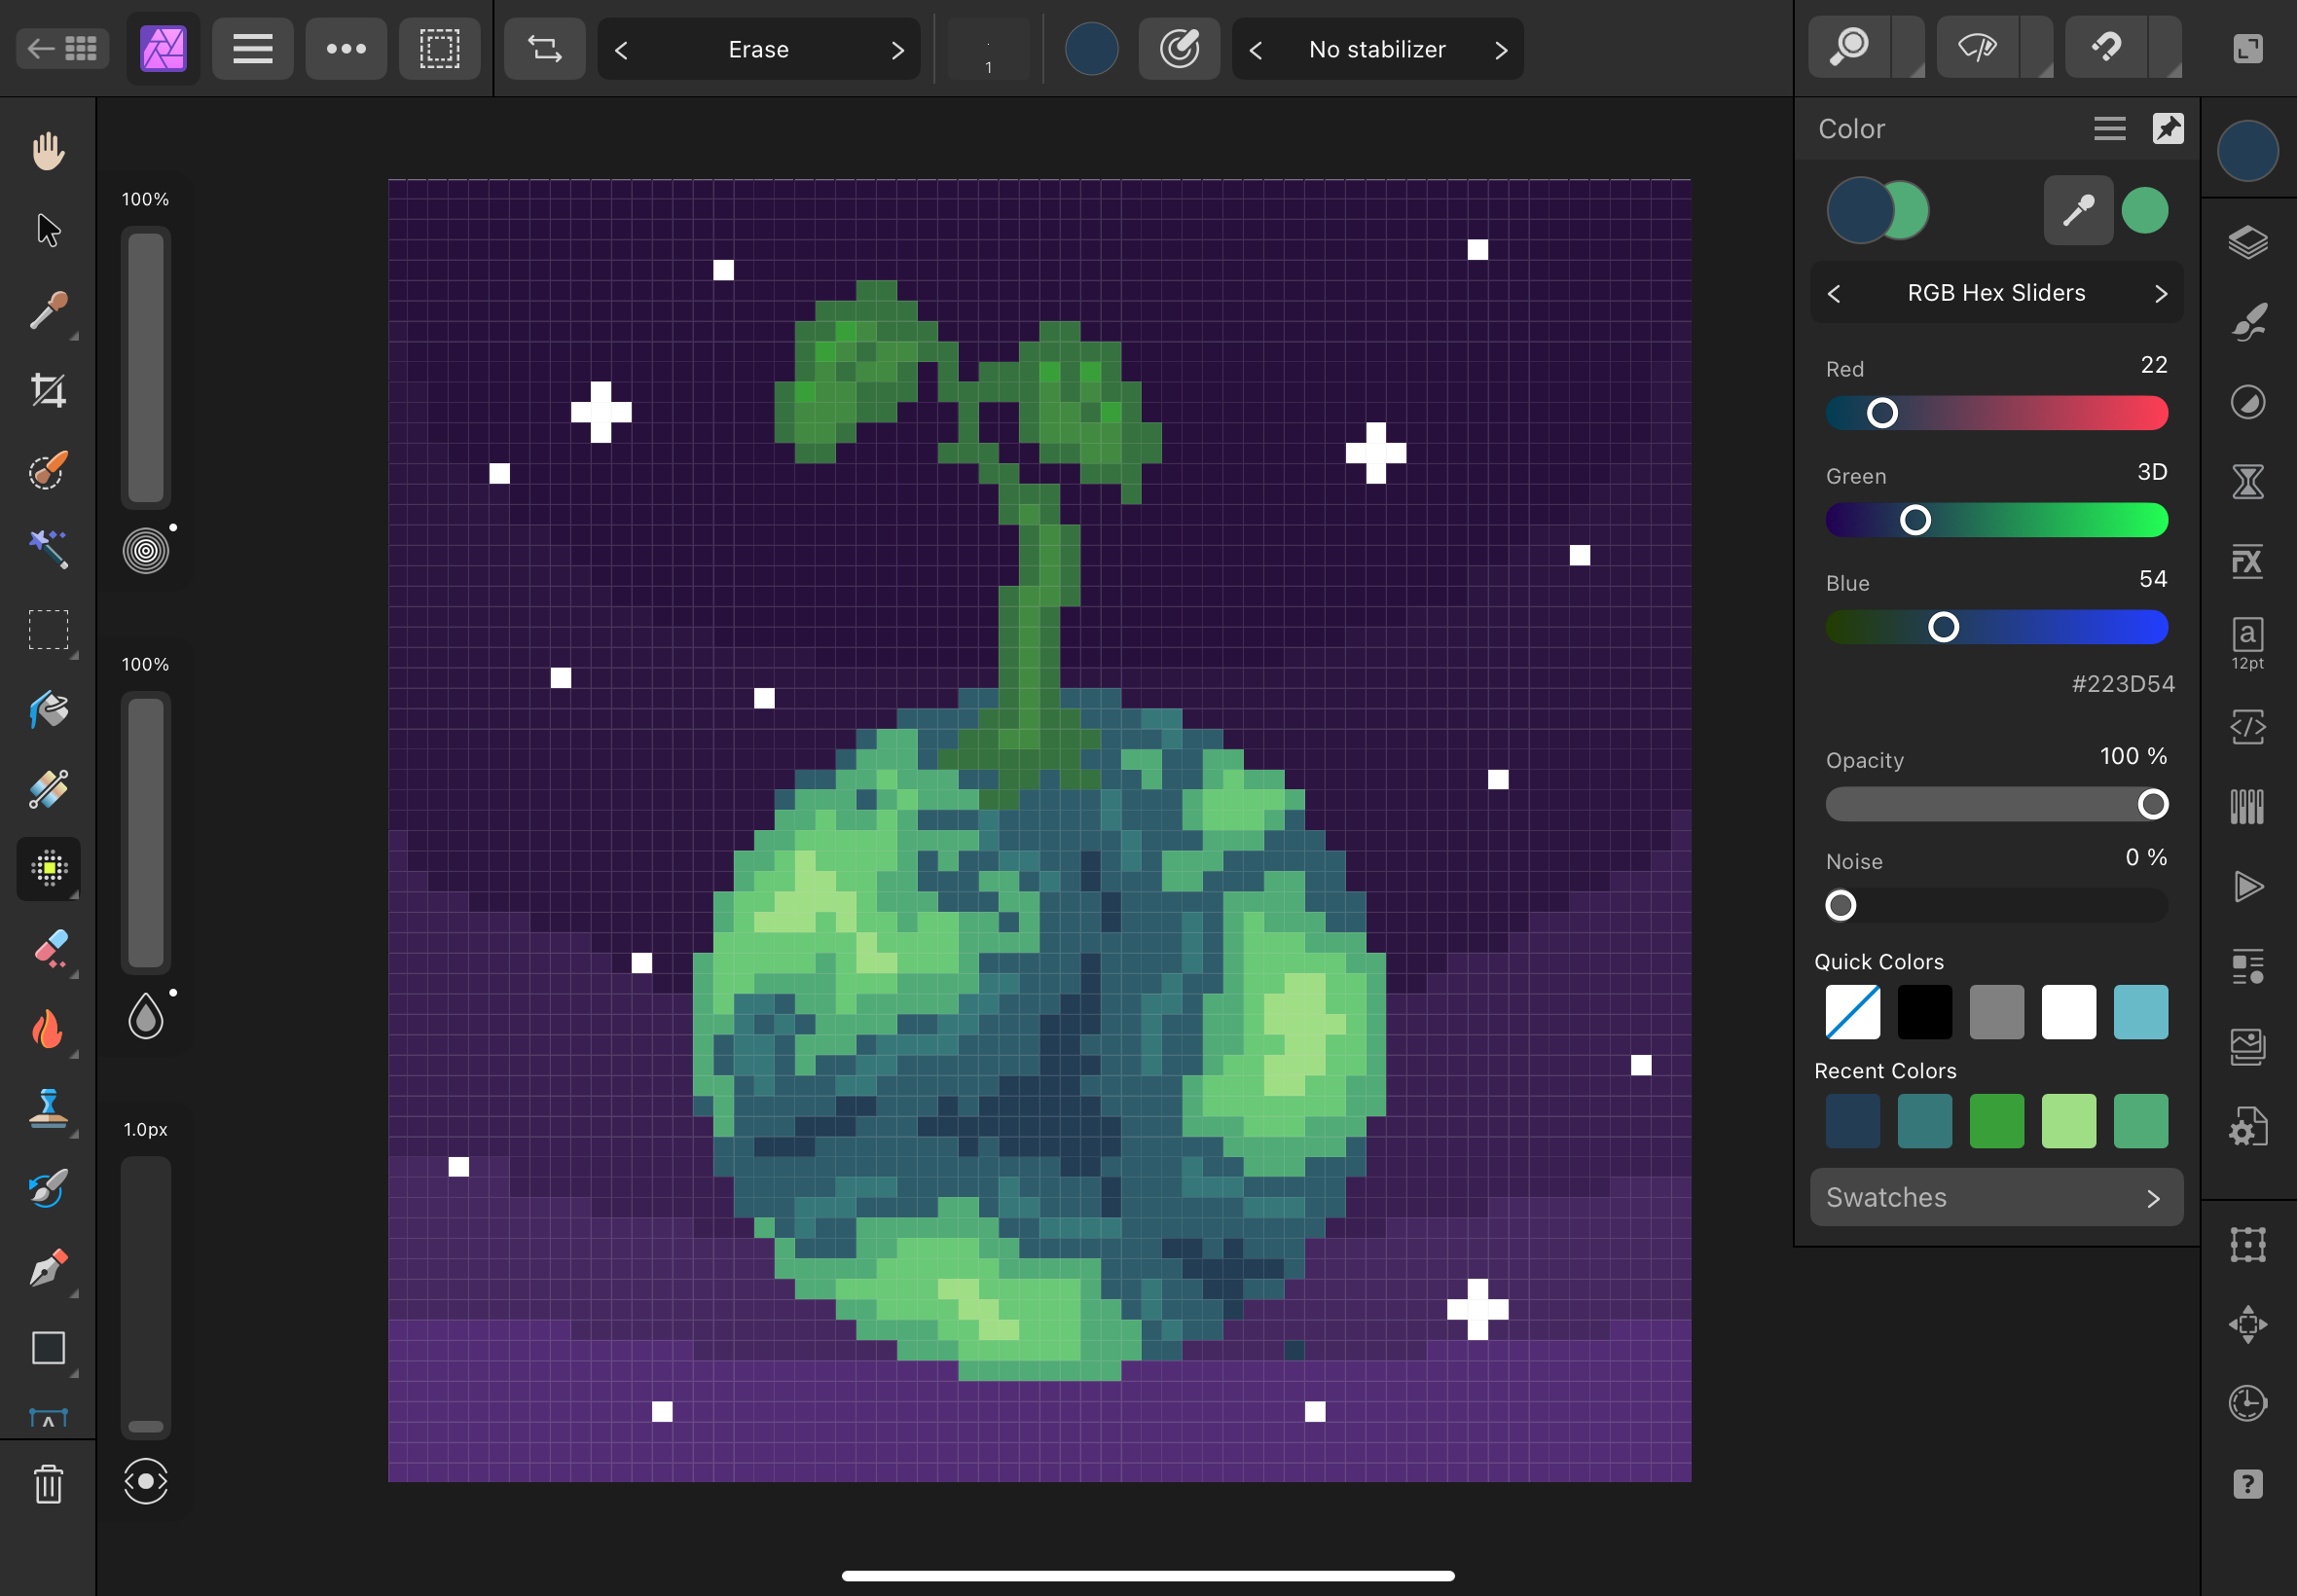 Erase
1
No stabilizer
Color
100%
RGB Hex Sliders
Red
22
Green
3D
Blue
54
a
12pt
FX
100%
#223D54
Opacity
100 %
Noise
0 %
Quick Colors
Recent Colors
1.0px
Swatches
A
?